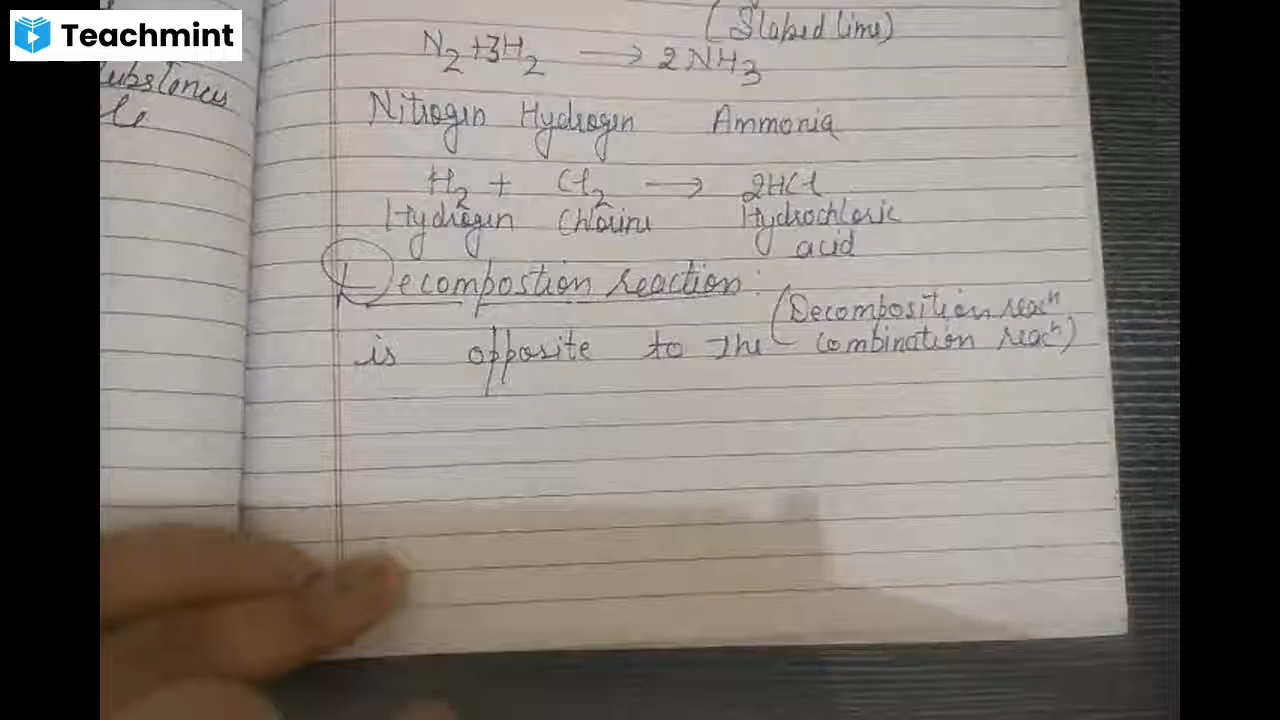 Teachmint
(Slaked lime)
N2 + 3H2 → 2NH3
substances
Nitrogen Hydrogen Ammonia
H2 + Cl2 → 2HCl
Hydrogen Chlorine Hydrochloric
acid
Decompostion reaction:
(Decomposition reacn
is opposite to the combination reacn)